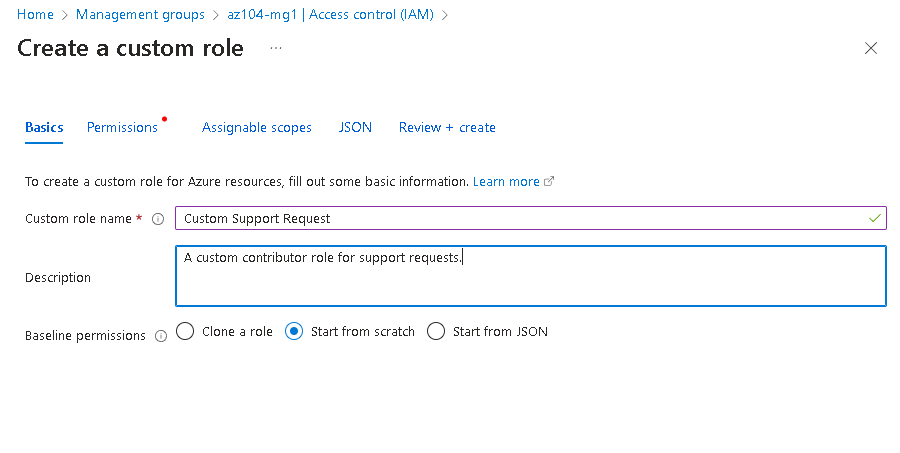 Home > Management groups > az104-mg1 | Access control (IAM) >
Create a custom role ...
Basics Permissions Assignable scopes JSON Review + create
To create a custom role for Azure resources, fill out some basic information. Learn more
Custom role name * Custom Support Request
A custom contributor role for support requests.
Description
Baseline permissions Clone a role Start from scratch Start from JSON